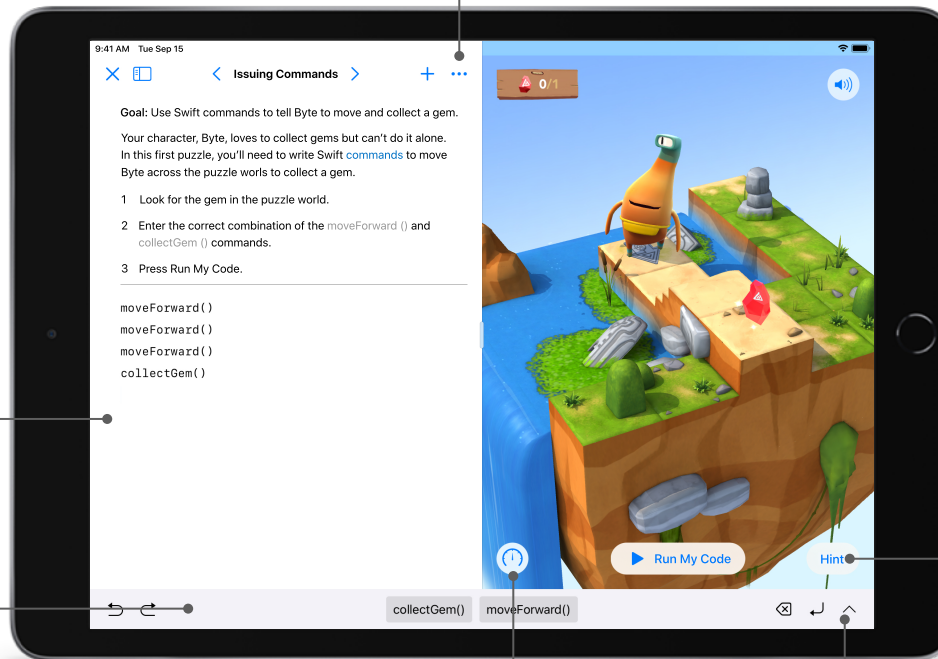 9:41 AM Tue Sep 15
Issuing Commands
Goal: Use Swift commands to tell Byte to move and collect a gem.
Your character, Byte, loves to collect gems but can't do it alone.
In this first puzzle, you'll need to write Swift commands to move
Byte across the puzzle worls to collect a gem.
1 Look for the gem in the puzzle world.
2 Enter the correct combination of the moveForward () and
collectGem () commands.
3 Press Run My Code.
moveForward()
moveForward()
moveForward()
collectGem()
0/1
Run My Code
Hint
collectGem()
moveForward()